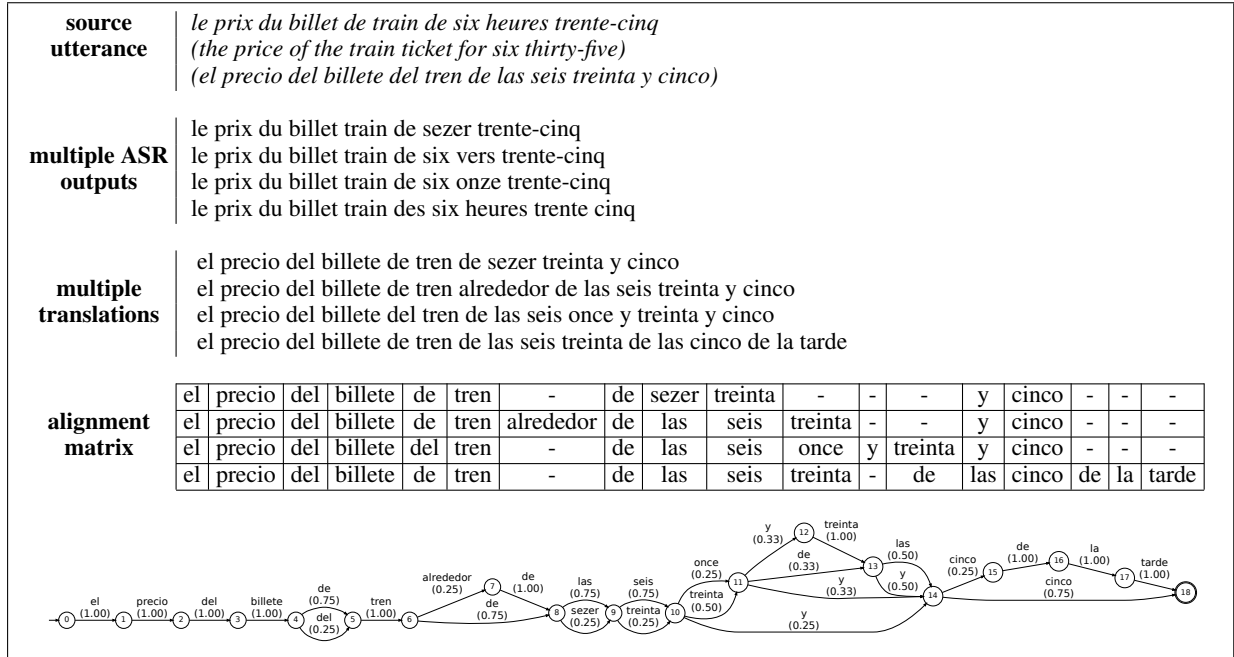 source utterance
le prix du billet de train de six heures trente-cinq
(the price of the train ticket for six thirty-five)
(el precio del billete del tren de las seis treinta y cinco)
multiple ASR outputs
le prix du billet train de sezer trente-cinq
le prix du billet train de six vers trente-cinq
le prix du billet train de six onze trente-cinq
le prix du billet train des six heures trente cinq
multiple translations
el precio del billete de tren de sezer treinta y cinco
el precio del billete de tren alrededor de las seis treinta y cinco
el precio del billete del tren de las seis once y treinta y cinco
el precio del billete de tren de las seis treinta de las cinco de la tarde
alignment matrix
el precio del billete de tren - de sezer treinta - - - y cinco - - -
el precio del billete de tren alrededor de las seis treinta - - y cinco - - -
el precio del billete del tren - de las seis once y treinta y cinco - - -
el precio del billete de tren - de las seis treinta - de las cinco de la tarde
0 el (1.00) 1 precio (1.00) 2 del (1.00) 3 billete (1.00) 4 de (0.75) del (0.25) 5 tren (1.00) 6 alrededor (0.25) 7 de (1.00) de (0.75) 8 las (0.75) sezer (0.25) 9 seis (0.75) treinta (0.25) 10 once (0.25) treinta (0.50) y (0.25) 11 y (0.33) de (0.33) y (0.33) 12 treinta (1.00) 13 las (0.50) y (0.50) 14 cinco (0.25) cinco (0.75) 15 de (1.00) 16 la (1.00) 17 tarde (1.00) 18